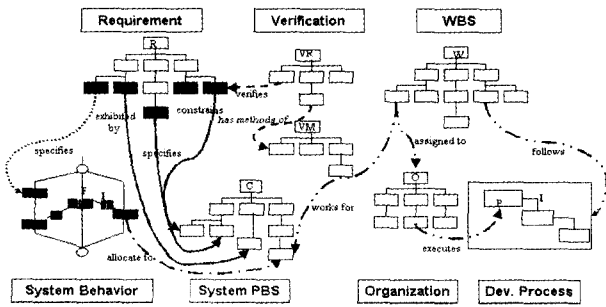 Requirement
Verification
WBS
R
VR
W
exhibited by
constrains
verifies
has methods of
VM
specifies
specifies
assigned to
follows
F
I
C
O
P
I
works for
executes
allocate to
System Behavior
System PBS
Organization
Dev. Process